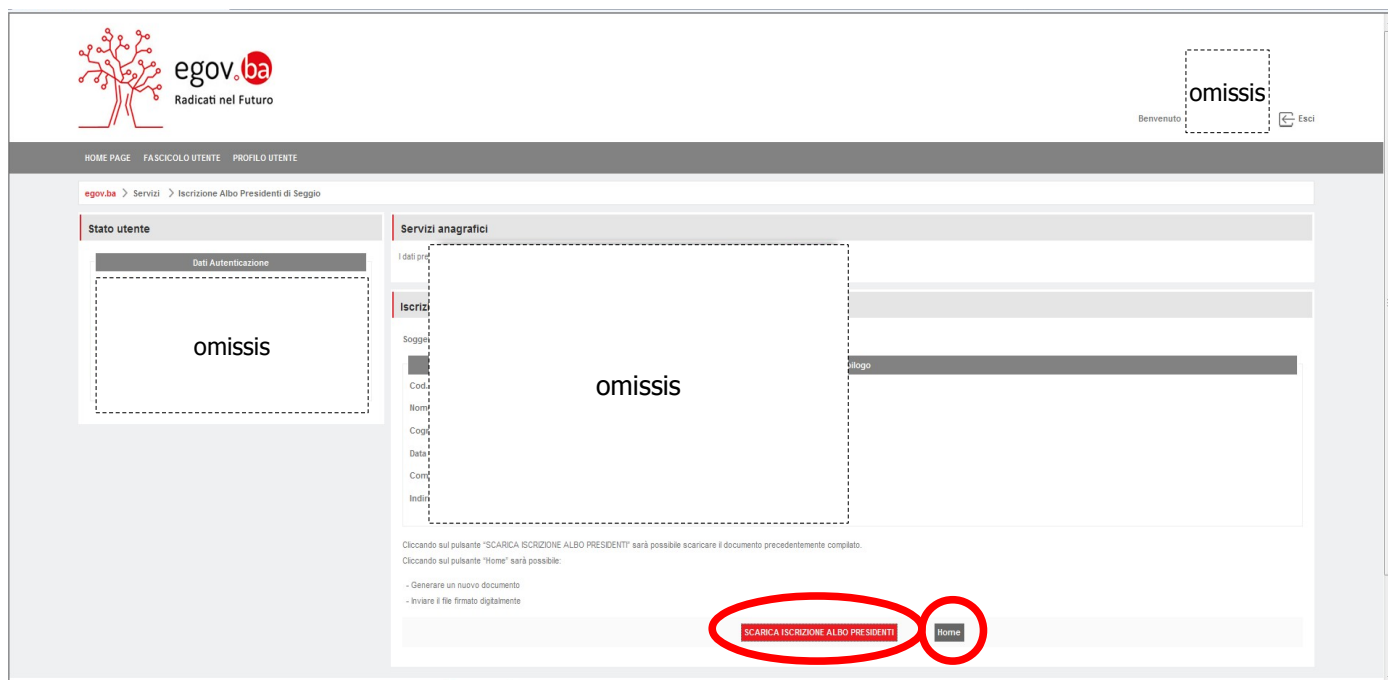 egov.ba
Radicati nel Futuro
omissis
Benvenuto
Esci
HOME PAGE FASCICOLO UTENTE PROFILO UTENTE
egov.ba > Servizi > Iscrizione Albo Presidenti di Seggio
Stato utente
Dati Autenticazione
omissis
Servizi anagrafici
I dati pre
Iscrizi
Sogge
pilogo
Cod.
Nom
Cogn
Data
Com
Indir
omissis
Cliccando sul pulsante "SCARICA ISCRIZIONE ALBO PRESIDENTI" sarà possibile scaricare il documento precedentemente compilato.
Cliccando sul pulsante "Home" sarà possibile:
- Generare un nuovo documento
- Inviare il file firmato digitalmente
SCARICA ISCRIZIONE ALBO PRESIDENTI Home